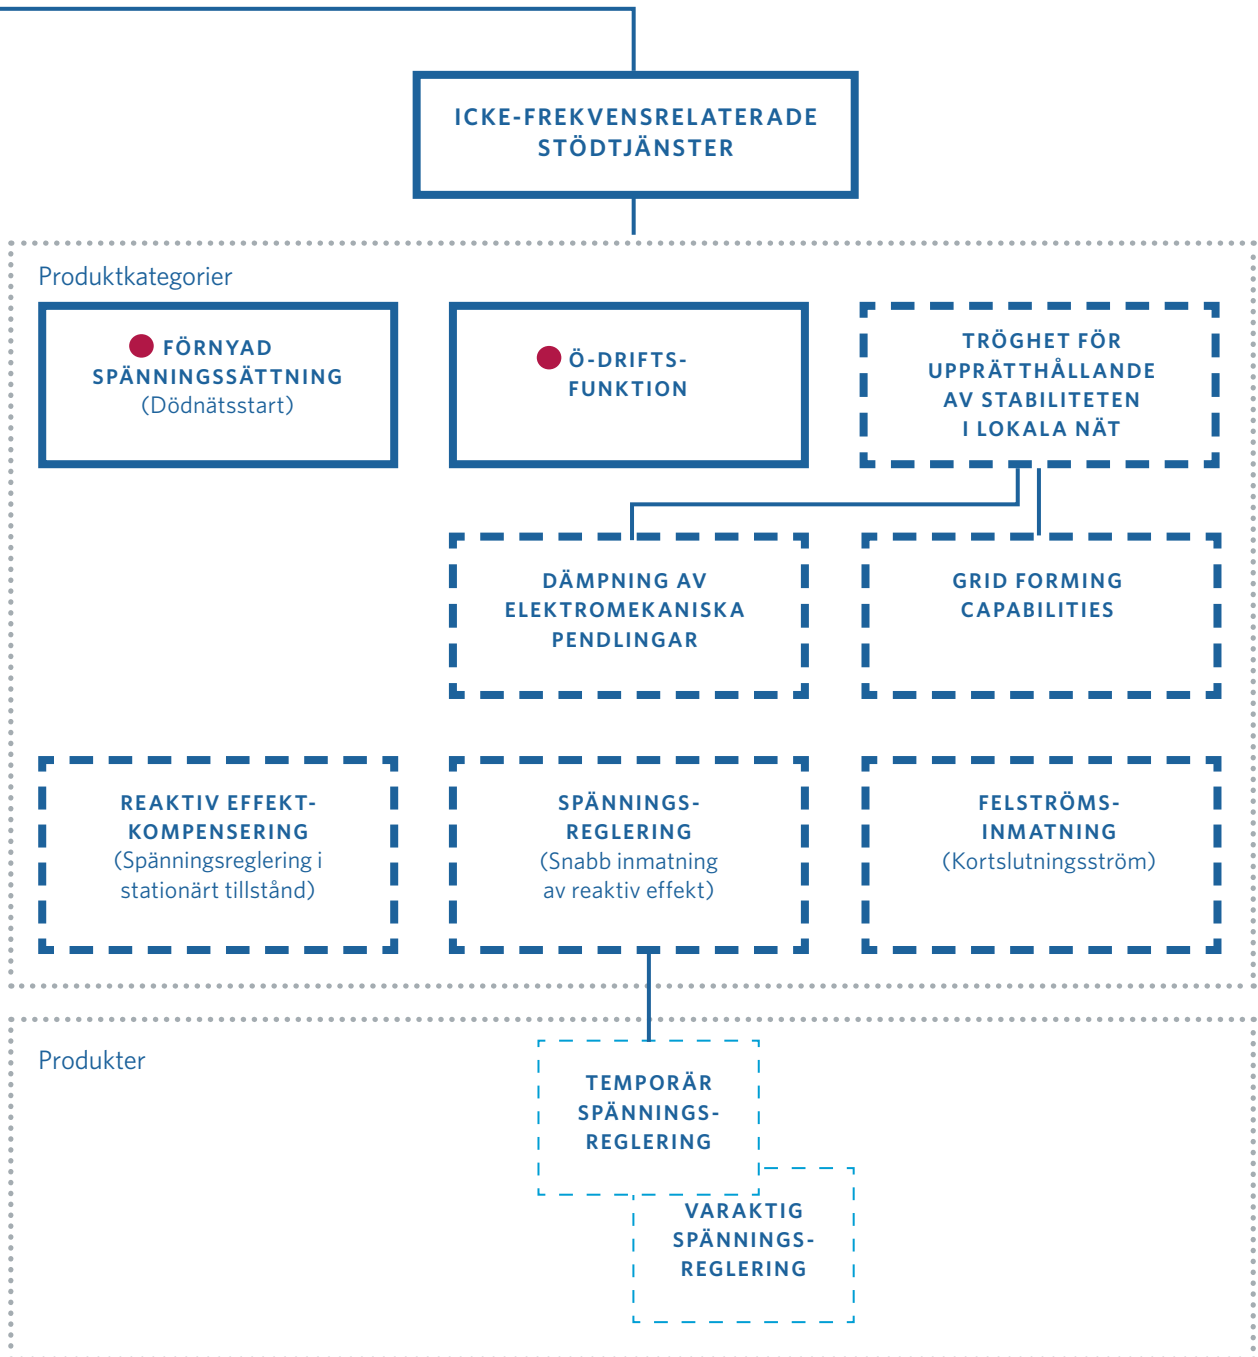 ICKE-FREKVENSRELATERADE
STÖDTJÄNSTER
Produktkategorier
FÖRNYAD
SPÄNNINGSSÄTTNING
(Dödnätsstart)
Ö-DRIFTS-
FUNKTION
TRÖGHET FÖR
UPPRÄTTHÅLLANDE
AV STABILITETEN
I LOKALA NÄT
DÄMPNING AV
ELEKTROMEKANISKA
PENDLINGAR
GRID FORMING
CAPABILITIES
REAKTIV EFFEKT-
KOMPENSERING
(Spänningsreglering i
stationärt tillstånd)
SPÄNNINGS-
REGLERING
(Snabb inmatning
av reaktiv effekt)
FELSTRÖMS-
INMATNING
(Kortslutningsström)
Produkter
TEMPORÄR
SPÄNNINGS-
REGLERING
VARAKTIG
SPÄNNINGS-
REGLERING